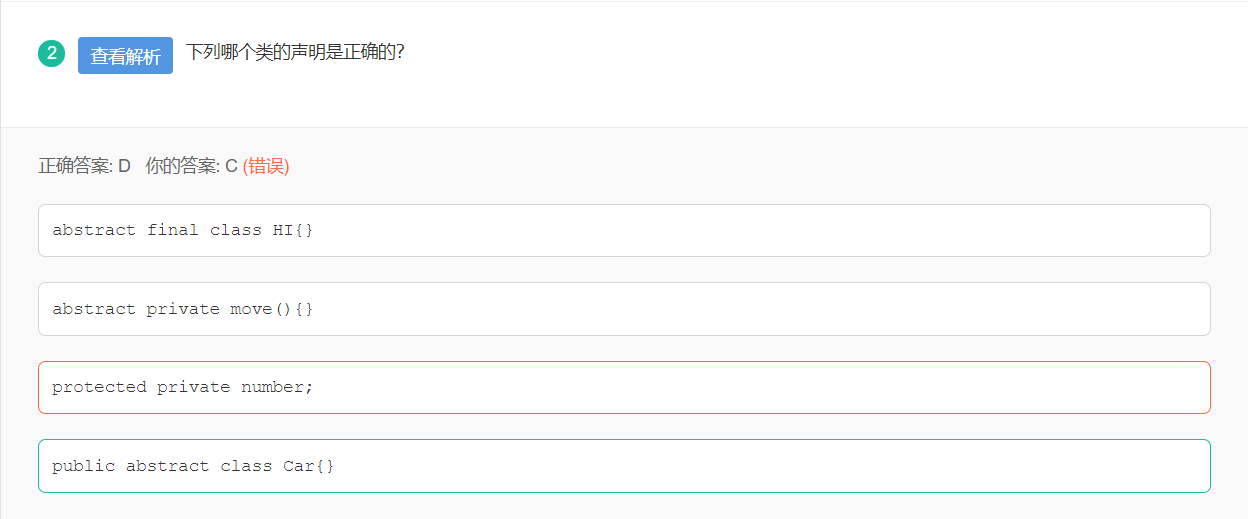 2 查看解析 下列哪个类的声明是正确的?
正确答案: D 你的答案: C (错误)
abstract final class HI{}
abstract private move(){}
protected private number;
public abstract class Car{}